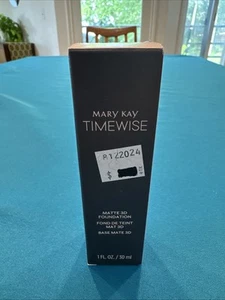 MARY KAY
TIMEWISE
MATTE 3D
FOUNDATION
FOND DE TEINT
MAT 3D
BASE MATE 3D
1 FL. OZ. / 30 ml